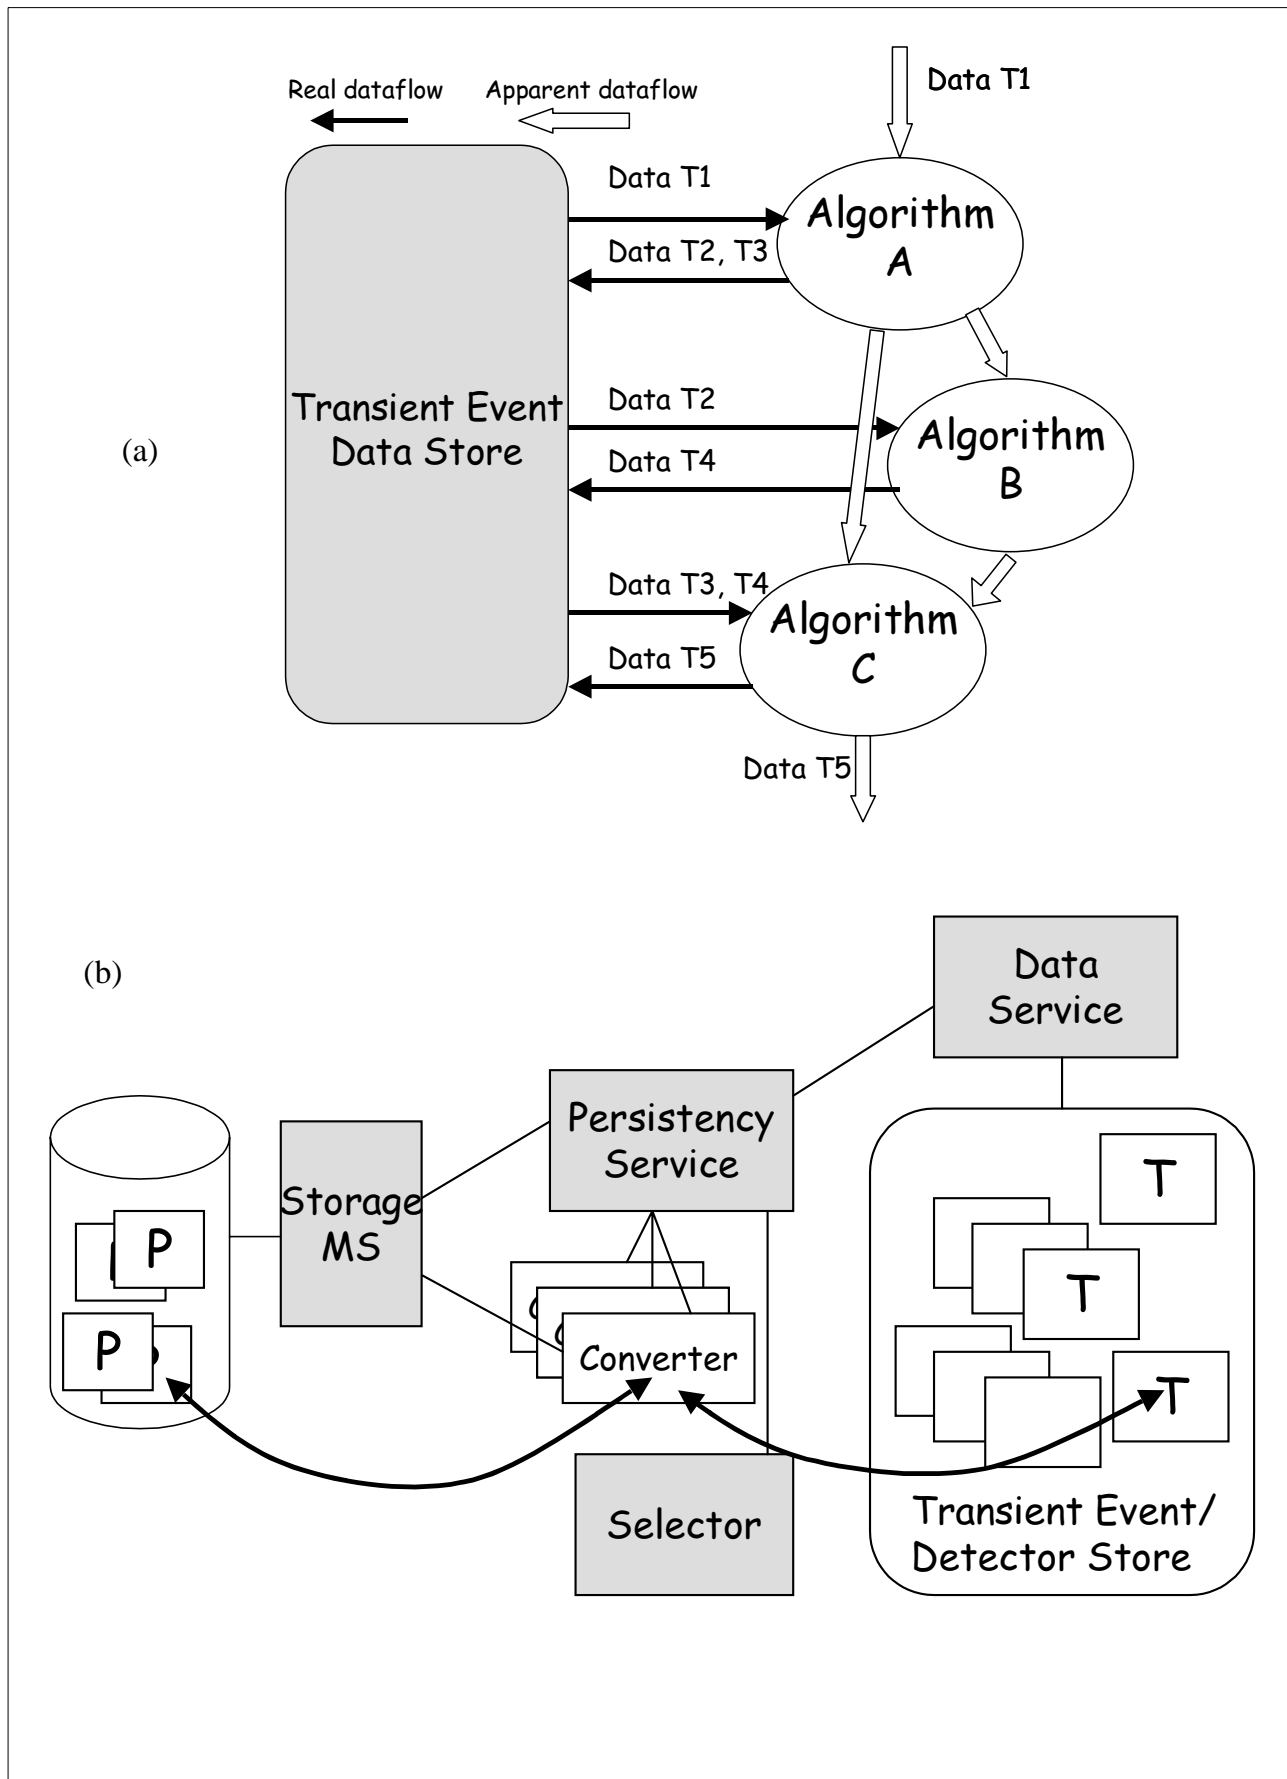 Data T1
Real dataflow
Apparent dataflow
Data T1
Algorithm
A
Data T2, T3
Transient Event
Data Store
(a)
Data T2
Algorithm
B
Data T4
Data T3, T4
Algorithm
C
Data T5
Data T5
(b)
Data
Service
Persistency
Service
Storage
MS
P
P
Converter
Selector
T
T
T
Transient Event/
Detector Store